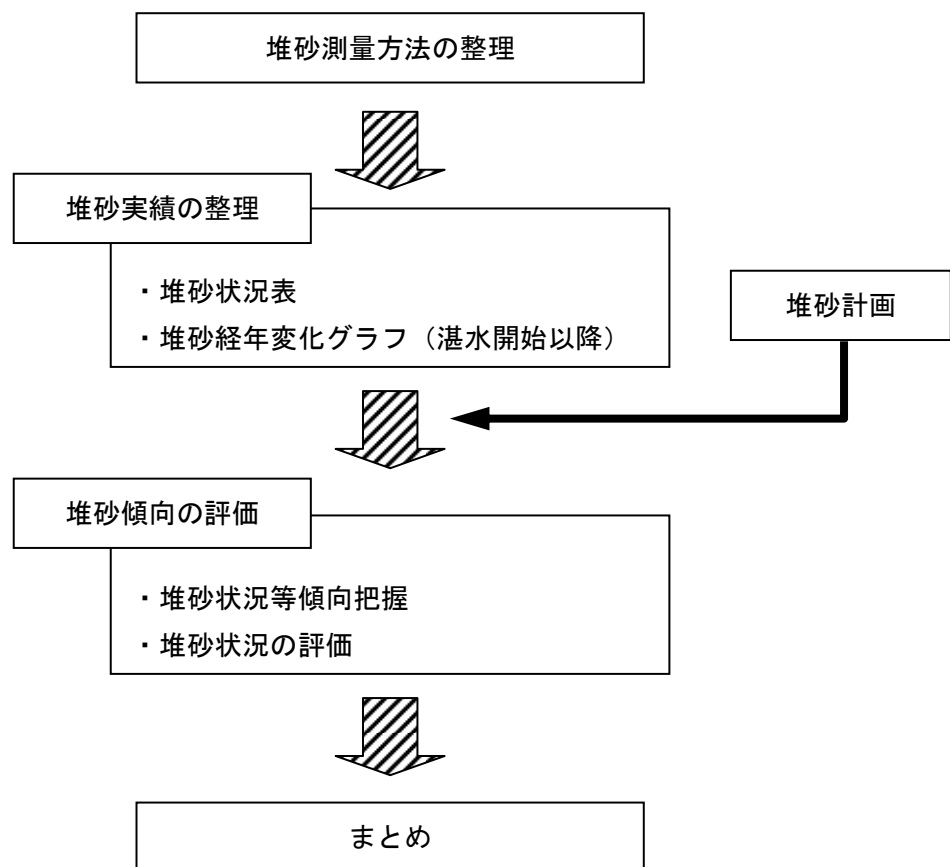 堆砂測量方法の整理
堆砂実績の整理
・堆砂状況表
・堆砂経年変化グラフ（湛水開始以降）
堆砂計画
堆砂傾向の評価
・堆砂状況等傾向把握
・堆砂状況の評価
まとめ